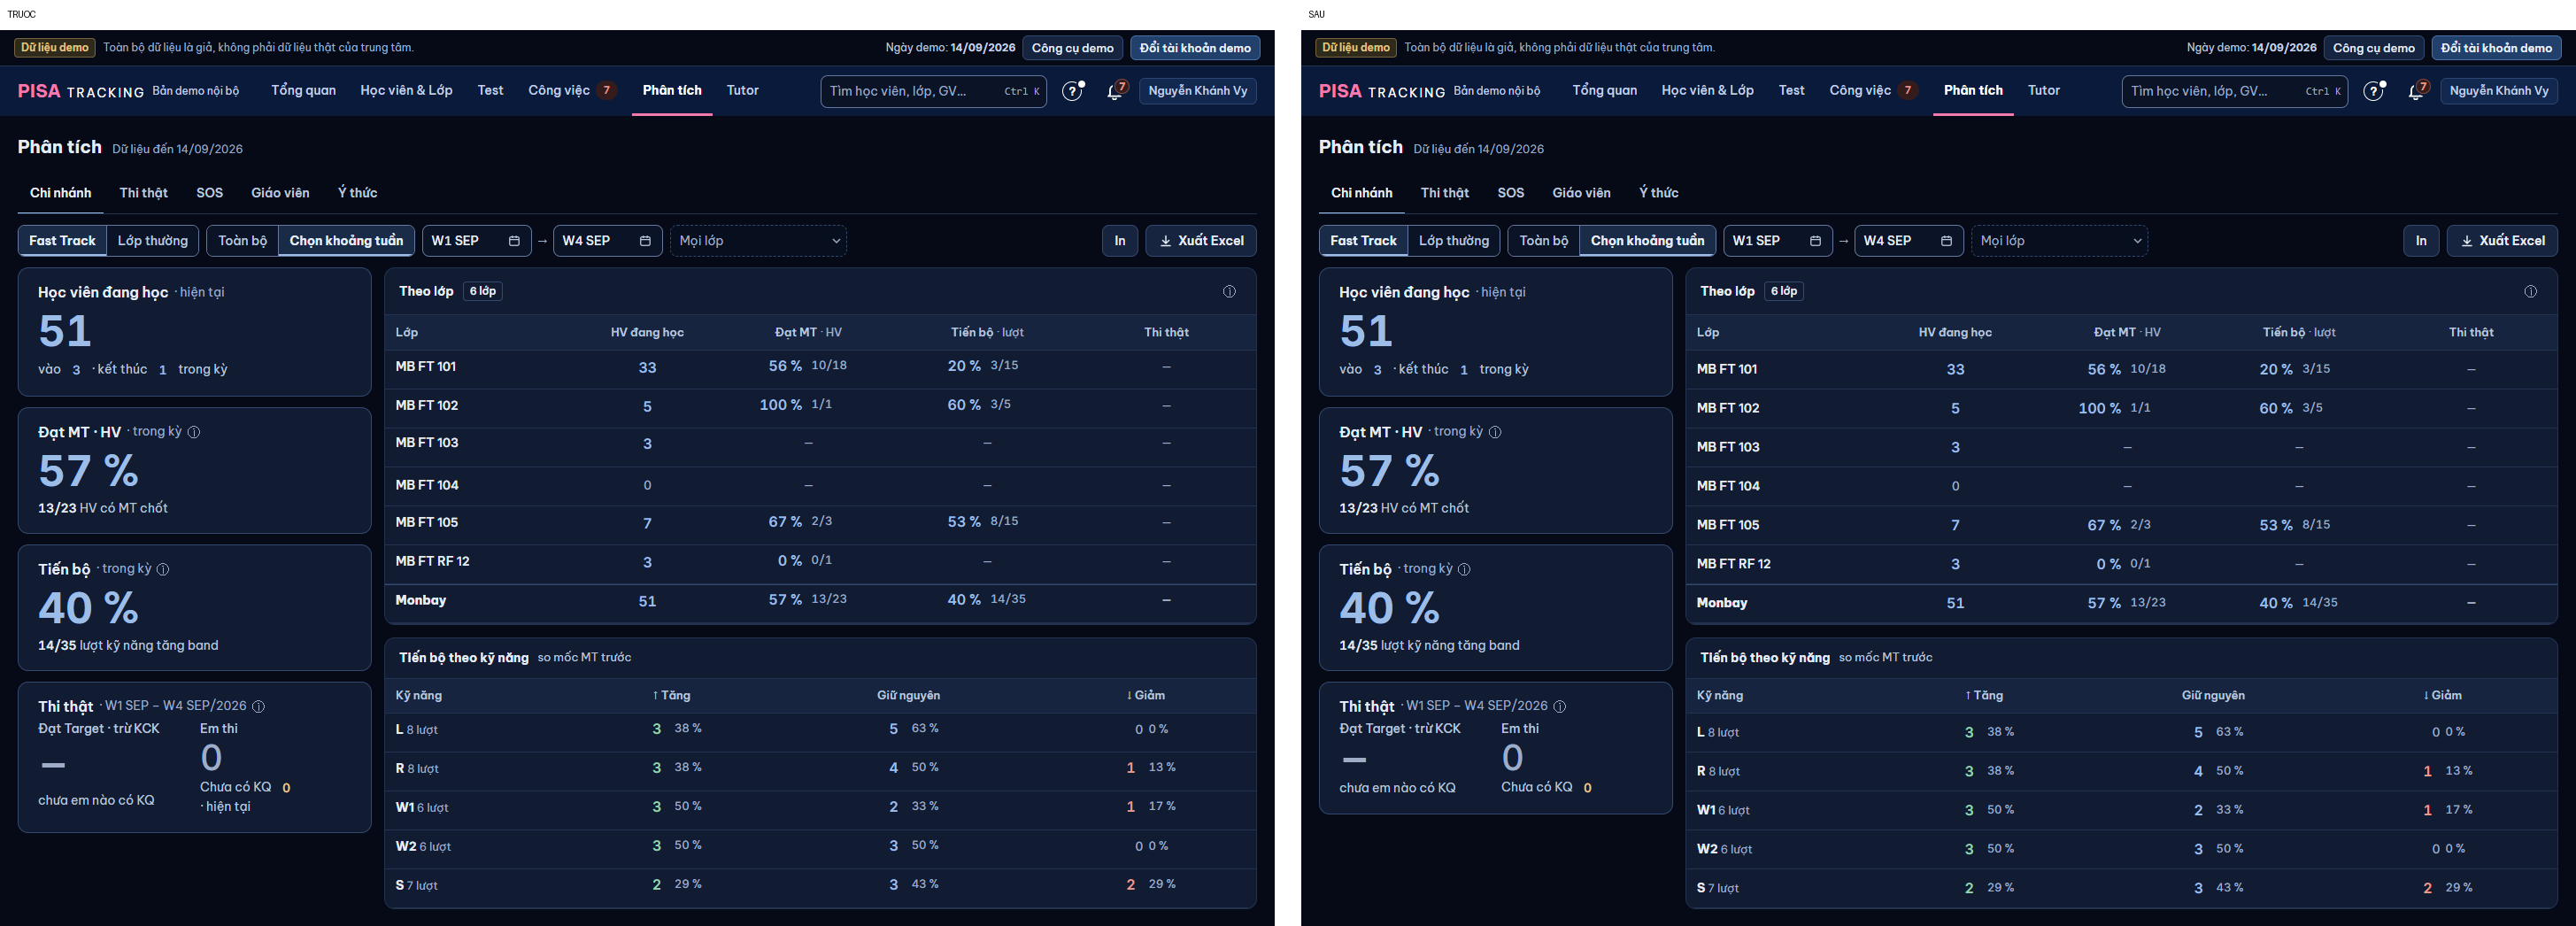 TRUOC
Dữ liệu demo Toàn bộ dữ liệu là giả, không phải dữ liệu thật của trung tâm. Ngày demo: 14/09/2026 Công cụ demo Đổi tài khoản demo
PISA TRACKING Bản demo nội bộ Tổng quan Học viên & Lớp Test Công việc 7 Phân tích Tutor Tìm học viên, lớp, GV... Ctrl K ? 7 Nguyễn Khánh Vy
Phân tích Dữ liệu đến 14/09/2026
Chi nhánh Thi thật SOS Giáo viên Ý thức
Fast Track Lớp thường Toàn bộ Chọn khoảng tuần W1 SEP → W4 SEP Mọi lớp In Xuất Excel
Học viên đang học · hiện tại
51
vào 3 · kết thúc 1 trong kỳ
Đạt MT · HV · trong kỳ ⓘ
57 %
13/23 HV có MT chốt
Tiến bộ · trong kỳ ⓘ
40 %
14/35 lượt kỹ năng tăng band
Thi thật · W1 SEP – W4 SEP/2026 ⓘ
Đạt Target · trừ KCK Em thi
– 0
chưa em nào có KQ Chưa có KQ 0
· hiện tại
Theo lớp 6 lớp ⓘ
Lớp HV đang học Đạt MT · HV Tiến bộ · lượt Thi thật
MB FT 101 33 56 % 10/18 20 % 3/15 –
MB FT 102 5 100 % 1/1 60 % 3/5 –
MB FT 103 3 – – –
MB FT 104 0 – – –
MB FT 105 7 67 % 2/3 53 % 8/15 –
MB FT RF 12 3 0 % 0/1 – –
Monbay 51 57 % 13/23 40 % 14/35 –
Tiến bộ theo kỹ năng so mốc MT trước
Kỹ năng ↑ Tăng Giữ nguyên ↓ Giảm
L 8 lượt 3 38 % 5 63 % 0 0 %
R 8 lượt 3 38 % 4 50 % 1 13 %
W1 6 lượt 3 50 % 2 33 % 1 17 %
W2 6 lượt 3 50 % 3 50 % 0 0 %
S 7 lượt 2 29 % 3 43 % 2 29 %
SAU
Dữ liệu demo Toàn bộ dữ liệu là giả, không phải dữ liệu thật của trung tâm. Ngày demo: 14/09/2026 Công cụ demo Đổi tài khoản demo
PISA TRACKING Bản demo nội bộ Tổng quan Học viên & Lớp Test Công việc 7 Phân tích Tutor Tìm học viên, lớp, GV... Ctrl K ? 7 Nguyễn Khánh Vy
Phân tích Dữ liệu đến 14/09/2026
Chi nhánh Thi thật SOS Giáo viên Ý thức
Fast Track Lớp thường Toàn bộ Chọn khoảng tuần W1 SEP → W4 SEP Mọi lớp In Xuất Excel
Học viên đang học · hiện tại
51
vào 3 · kết thúc 1 trong kỳ
Đạt MT · HV · trong kỳ ⓘ
57 %
13/23 HV có MT chốt
Tiến bộ · trong kỳ ⓘ
40 %
14/35 lượt kỹ năng tăng band
Thi thật · W1 SEP – W4 SEP/2026 ⓘ
Đạt Target · trừ KCK Em thi
– 0
chưa em nào có KQ Chưa có KQ 0
Theo lớp 6 lớp ⓘ
Lớp HV đang học Đạt MT · HV Tiến bộ · lượt Thi thật
MB FT 101 33 56 % 10/18 20 % 3/15 –
MB FT 102 5 100 % 1/1 60 % 3/5 –
MB FT 103 3 – – –
MB FT 104 0 – – –
MB FT 105 7 67 % 2/3 53 % 8/15 –
MB FT RF 12 3 0 % 0/1 – –
Monbay 51 57 % 13/23 40 % 14/35 –
Tiến bộ theo kỹ năng so mốc MT trước
Kỹ năng ↑ Tăng Giữ nguyên ↓ Giảm
L 8 lượt 3 38 % 5 63 % 0 0 %
R 8 lượt 3 38 % 4 50 % 1 13 %
W1 6 lượt 3 50 % 2 33 % 1 17 %
W2 6 lượt 3 50 % 3 50 % 0 0 %
S 7 lượt 2 29 % 3 43 % 2 29 %